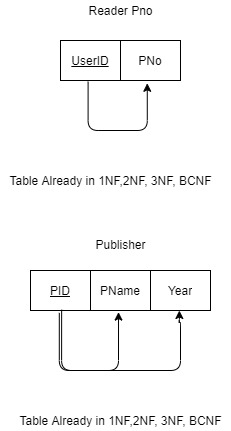 Reader Pno
UserID PNo
Table Already in 1NF,2NF, 3NF, BCNF
Publisher
PID PName Year
Table Already in 1NF,2NF, 3NF, BCNF